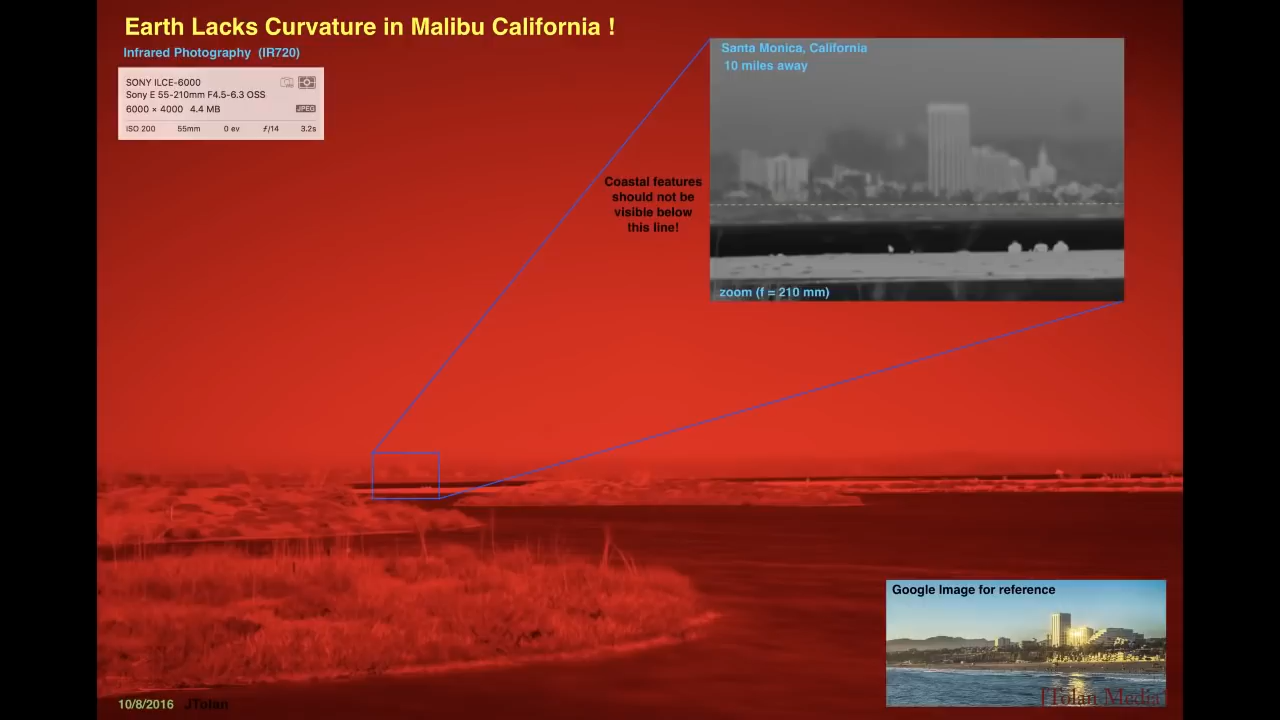 Earth Lacks Curvature in Malibu California !
Infrared Photography (IR720)
SONY ILCE-6000
Sony E 55-210mm F4.5-6.3 OSS
6000 × 4000 4.4 MB
JPEG
ISO 200 55mm 0 ev ƒ/14 3.2s
Santa Monica, California
10 miles away
Coastal features
should not be
visible below
this line!
zoom (f = 210 mm)
Google Image for reference
JTolan Media
10/8/2016 JTolan